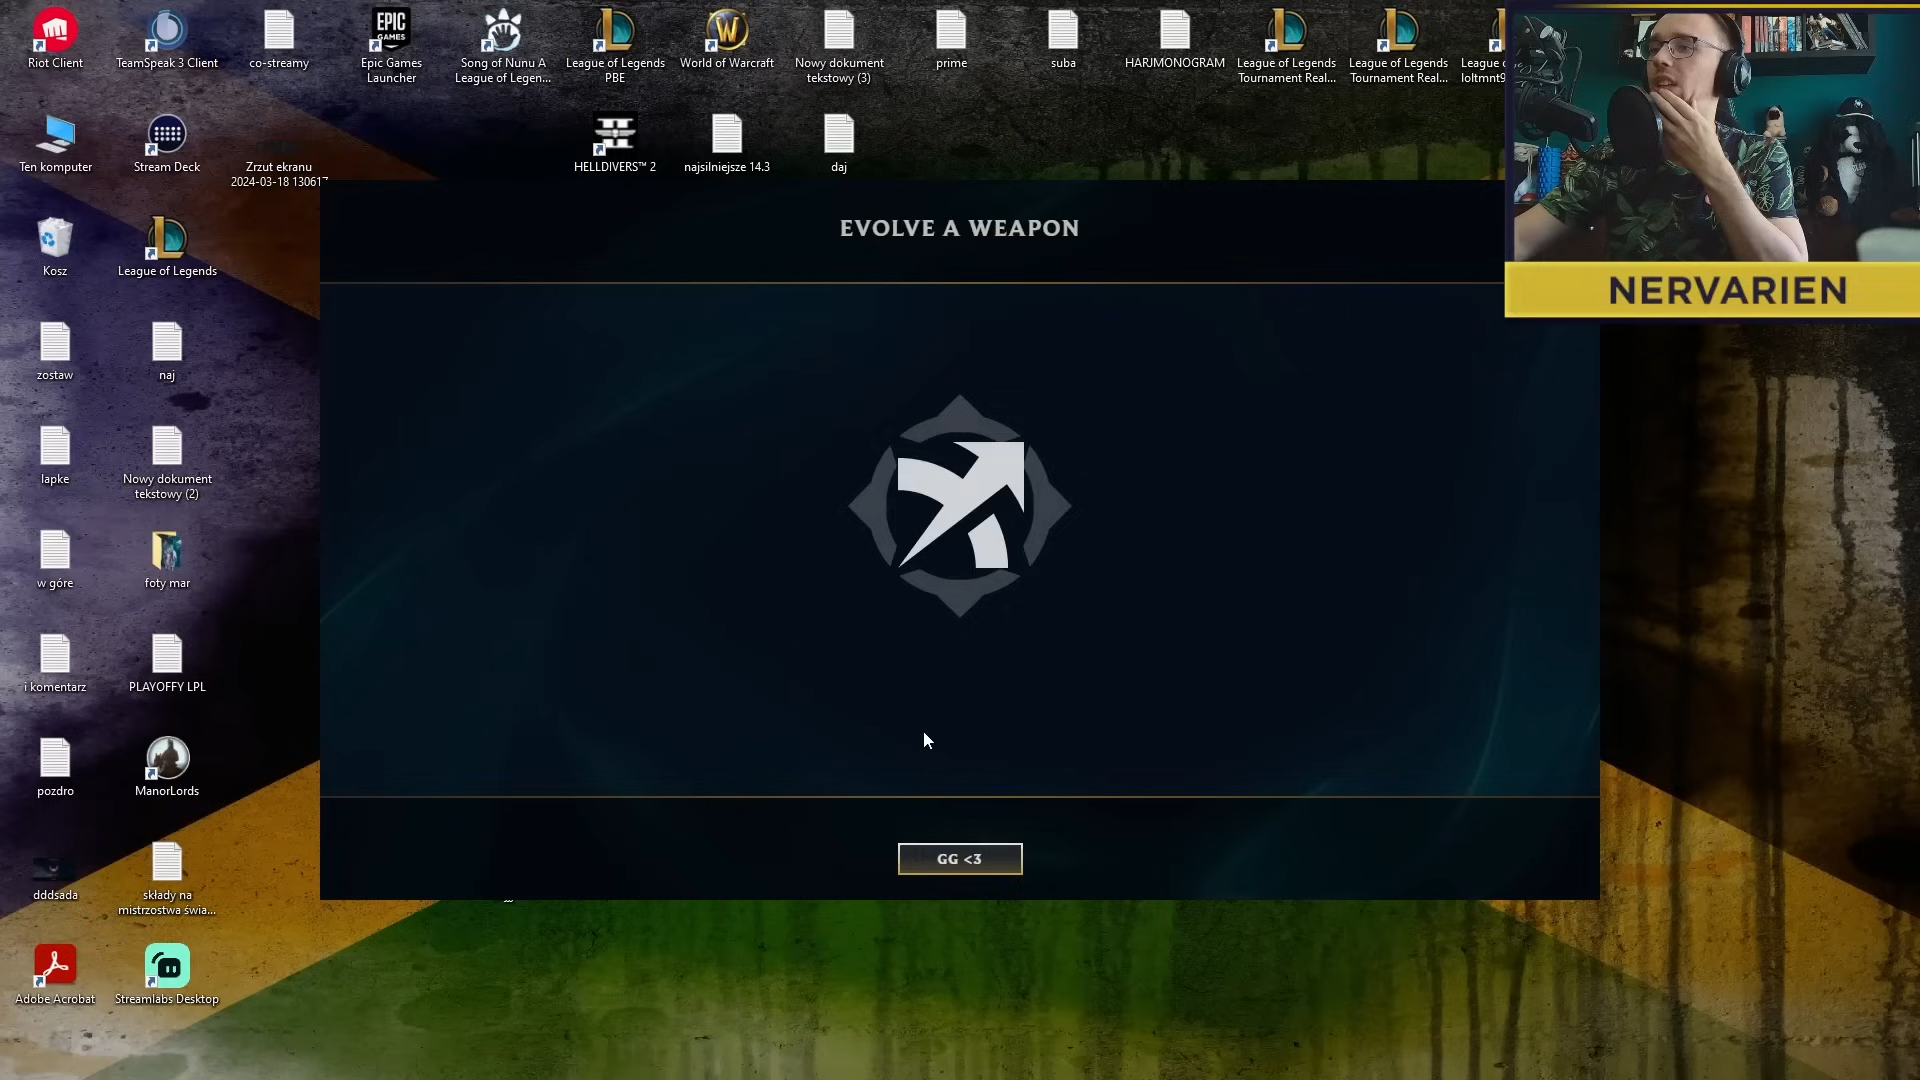 Riot Client
TeamSpeak 3 Client
co-streamy
EPIC
GAMES
Epic Games
Launcher
Song of Nunu A
League of Legen...
League of Legends
PBE
World of Warcraft
Nowy dokument
tekstowy (3)
prime
suba
HARJMONOGRAM
League of Legends
Tournament Real...
League of Legends
Tournament Real...
Ten komputer
Stream Deck
Zrzut ekranu
2024-03-18 130617
HELLDIVERS™ 2
najsilniejsze 14.3
daj
EVOLVE A WEAPON
NERVARIEN
Kosz
League of Legends
zostaw
naj
lapke
Nowy dokument
tekstowy (2)
w góre
foty mar
i komentarz
PLAYOFFY LPL
pozdro
ManorLords
GG <3
dddsada
składy na
mistrzostwa świa...
Adobe Acrobat
Streamlabs Desktop